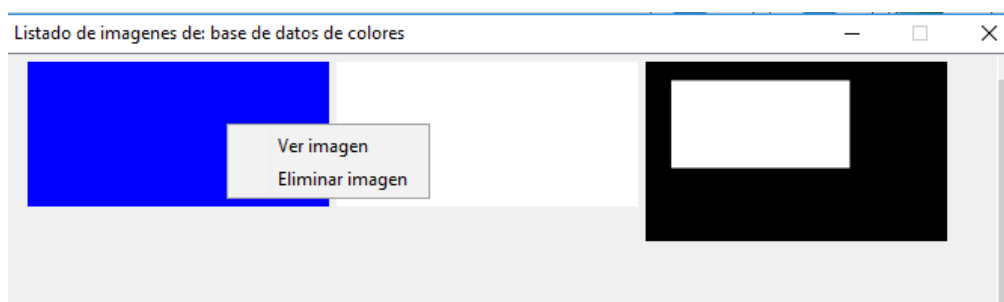 Listado de imagenes de: base de datos de colores
Ver imagen
Eliminar imagen